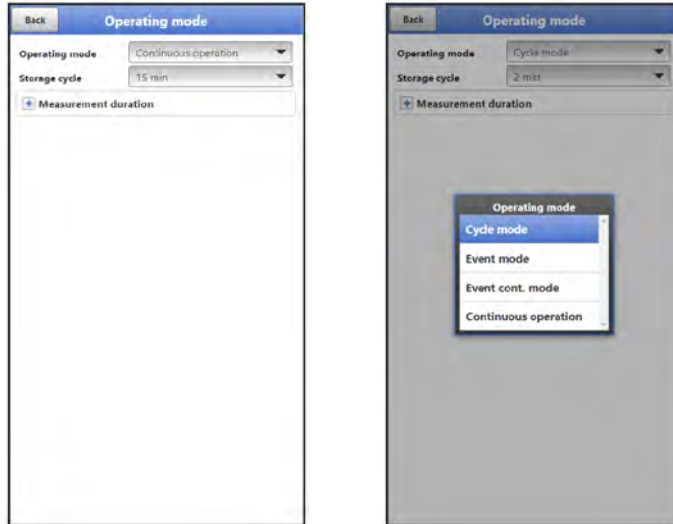 Back
Operating mode
Operating mode Continuous operation
Storage cycle 15 min
+ Measurement duration
Back
Operating mode
Operating mode Cycle mode
Storage cycle 2 min
+ Measurement duration
Operating mode
Cycle mode
Event mode
Event cont. mode
Continuous operation